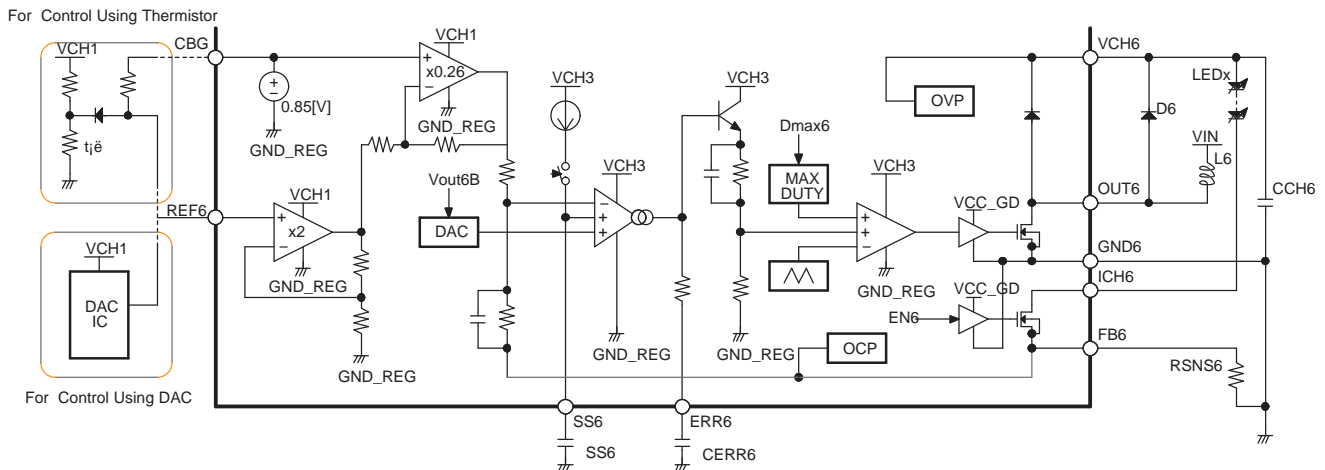 For Control Using Thermistor
VCH1
CBG
VCH1
+
x0.26
−
VCH6
LEDx
+
−
0.85[V]
VCH3
VCH3
OVP
D6
t¡ë
GND_REG
GND_REG
Dmax6
VIN
L6
Vout6B
VCH3
MAX
DUTY
VCH3
CCH6
VCH1
OUT6
REF6
+
x2
−
DAC
−
+
+
+
+
−
VCC_GD
VCH1
GND_REG
GND_REG
GND6
DAC
IC
VCC_GD
ICH6
EN6
GND_REG
GND_REG
GND_REG
OCP
FB6
RSNS6
For Control Using DAC
SS6
ERR6
SS6
CERR6